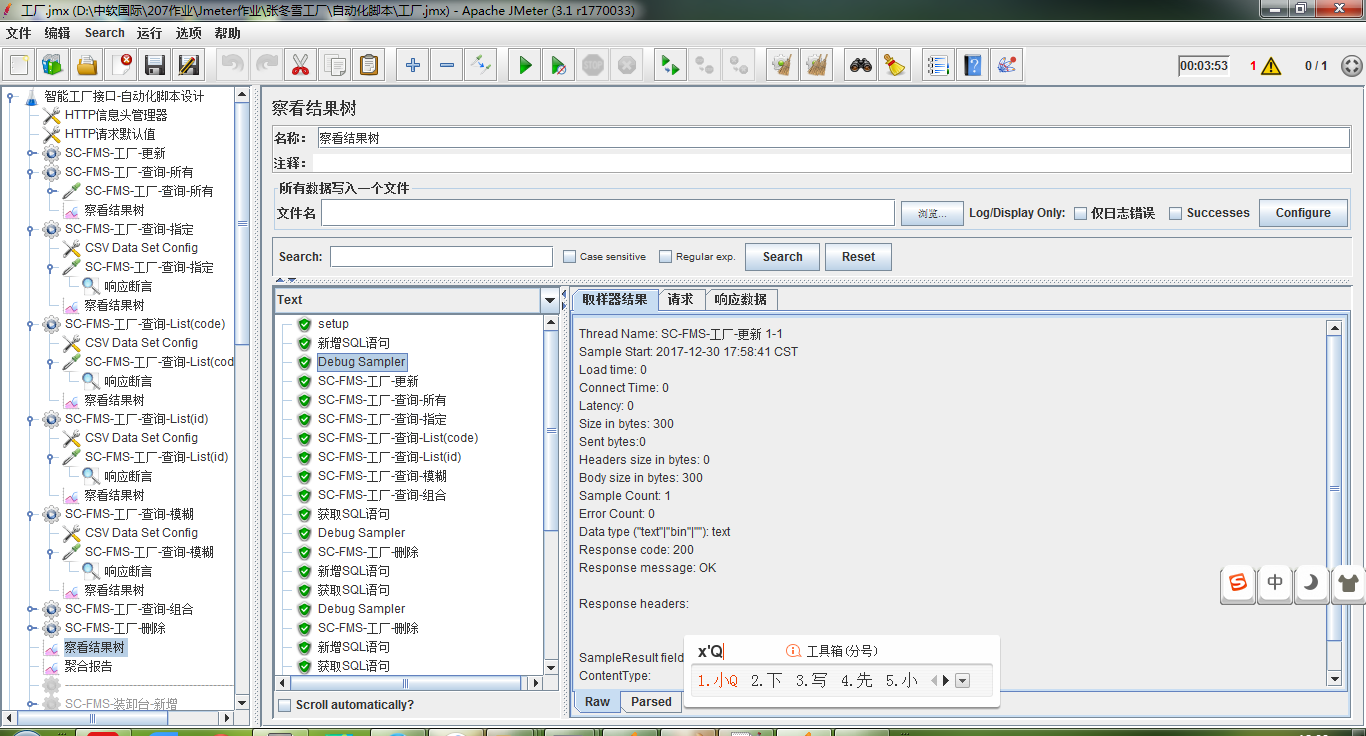 工厂.jmx (D:\中软国际\207作业\Jmeter作业\张冬雪工厂\自动化脚本\工厂.jmx) - Apache JMeter (3.1 r1770033)
文件 编辑 Search 运行 选项 帮助
00:03:53 1 0 / 1
智能工厂接口-自动化脚本设计
HTTP信息头管理器
HTTP请求默认值
SC-FMS-工厂-更新
SC-FMS-工厂-查询-所有
SC-FMS-工厂-查询-所有
察看结果树
SC-FMS-工厂-查询-指定
CSV Data Set Config
SC-FMS-工厂-查询-指定
响应断言
察看结果树
SC-FMS-工厂-查询-List(code)
CSV Data Set Config
SC-FMS-工厂-查询-List(cod
响应断言
察看结果树
SC-FMS-工厂-查询-List(id)
CSV Data Set Config
SC-FMS-工厂-查询-List(id)
响应断言
察看结果树
SC-FMS-工厂-查询-模糊
CSV Data Set Config
SC-FMS-工厂-查询-模糊
响应断言
察看结果树
SC-FMS-工厂-查询-组合
SC-FMS-工厂-删除
察看结果树
聚合报告
SC-FMS-装卸台-新增
察看结果树
名称： 察看结果树
注释：
所有数据写入一个文件
文件名 浏览... Log/Display Only: 仅日志错误 Successes Configure
Search: Case sensitive Regular exp. Search Reset
Text
setup
新增SQL语句
Debug Sampler
SC-FMS-工厂-更新
SC-FMS-工厂-查询-所有
SC-FMS-工厂-查询-指定
SC-FMS-工厂-查询-List(code)
SC-FMS-工厂-查询-List(id)
SC-FMS-工厂-查询-模糊
SC-FMS-工厂-查询-组合
获取SQL语句
Debug Sampler
SC-FMS-工厂-删除
新增SQL语句
获取SQL语句
Debug Sampler
SC-FMS-工厂-删除
新增SQL语句
获取SQL语句
Scroll automatically?
取样器结果 请求 响应数据
Thread Name: SC-FMS-工厂-更新 1-1
Sample Start: 2017-12-30 17:58:41 CST
Load time: 0
Connect Time: 0
Latency: 0
Size in bytes: 300
Sent bytes:0
Headers size in bytes: 0
Body size in bytes: 300
Sample Count: 1
Error Count: 0
Data type ("text"|"bin"|""): text
Response code: 200
Response message: OK
Response headers:
SampleResult field
ContentType:
Raw Parsed
x'Q 工具箱(分号)
1.小Q 2.下 3.写 4.先 5.小
中